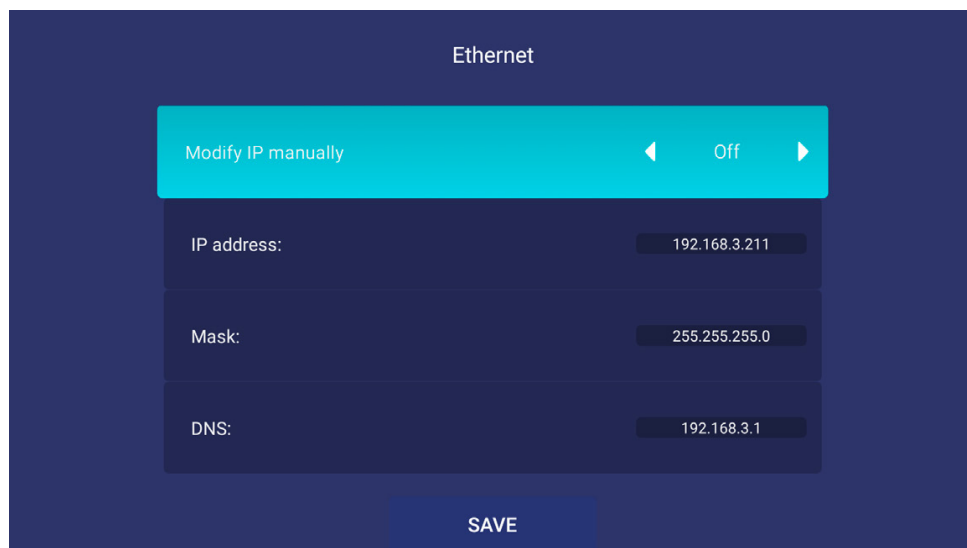 Ethernet
Modify IP manually Off
IP address: 192.168.3.211
Mask: 255.255.255.0
DNS: 192.168.3.1
SAVE